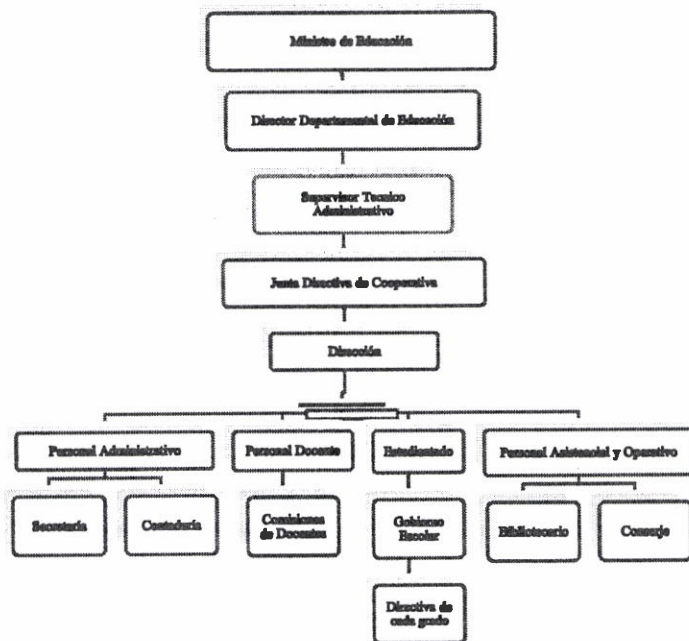 Ministro de Educación
Director Departamental de Educación
Supervisor Tecnico
Administrativo
Junta Directiva de Cooperativa
Dirección
Personal Administrativo
Personal Docente
Estudiantado
Personal Asistencial y Operativo
Secretaría
Contaduría
Comisiones
de Docentes
Gobierno
Escolar
Bibliotecario
Conserje
Directiva de
cada grado